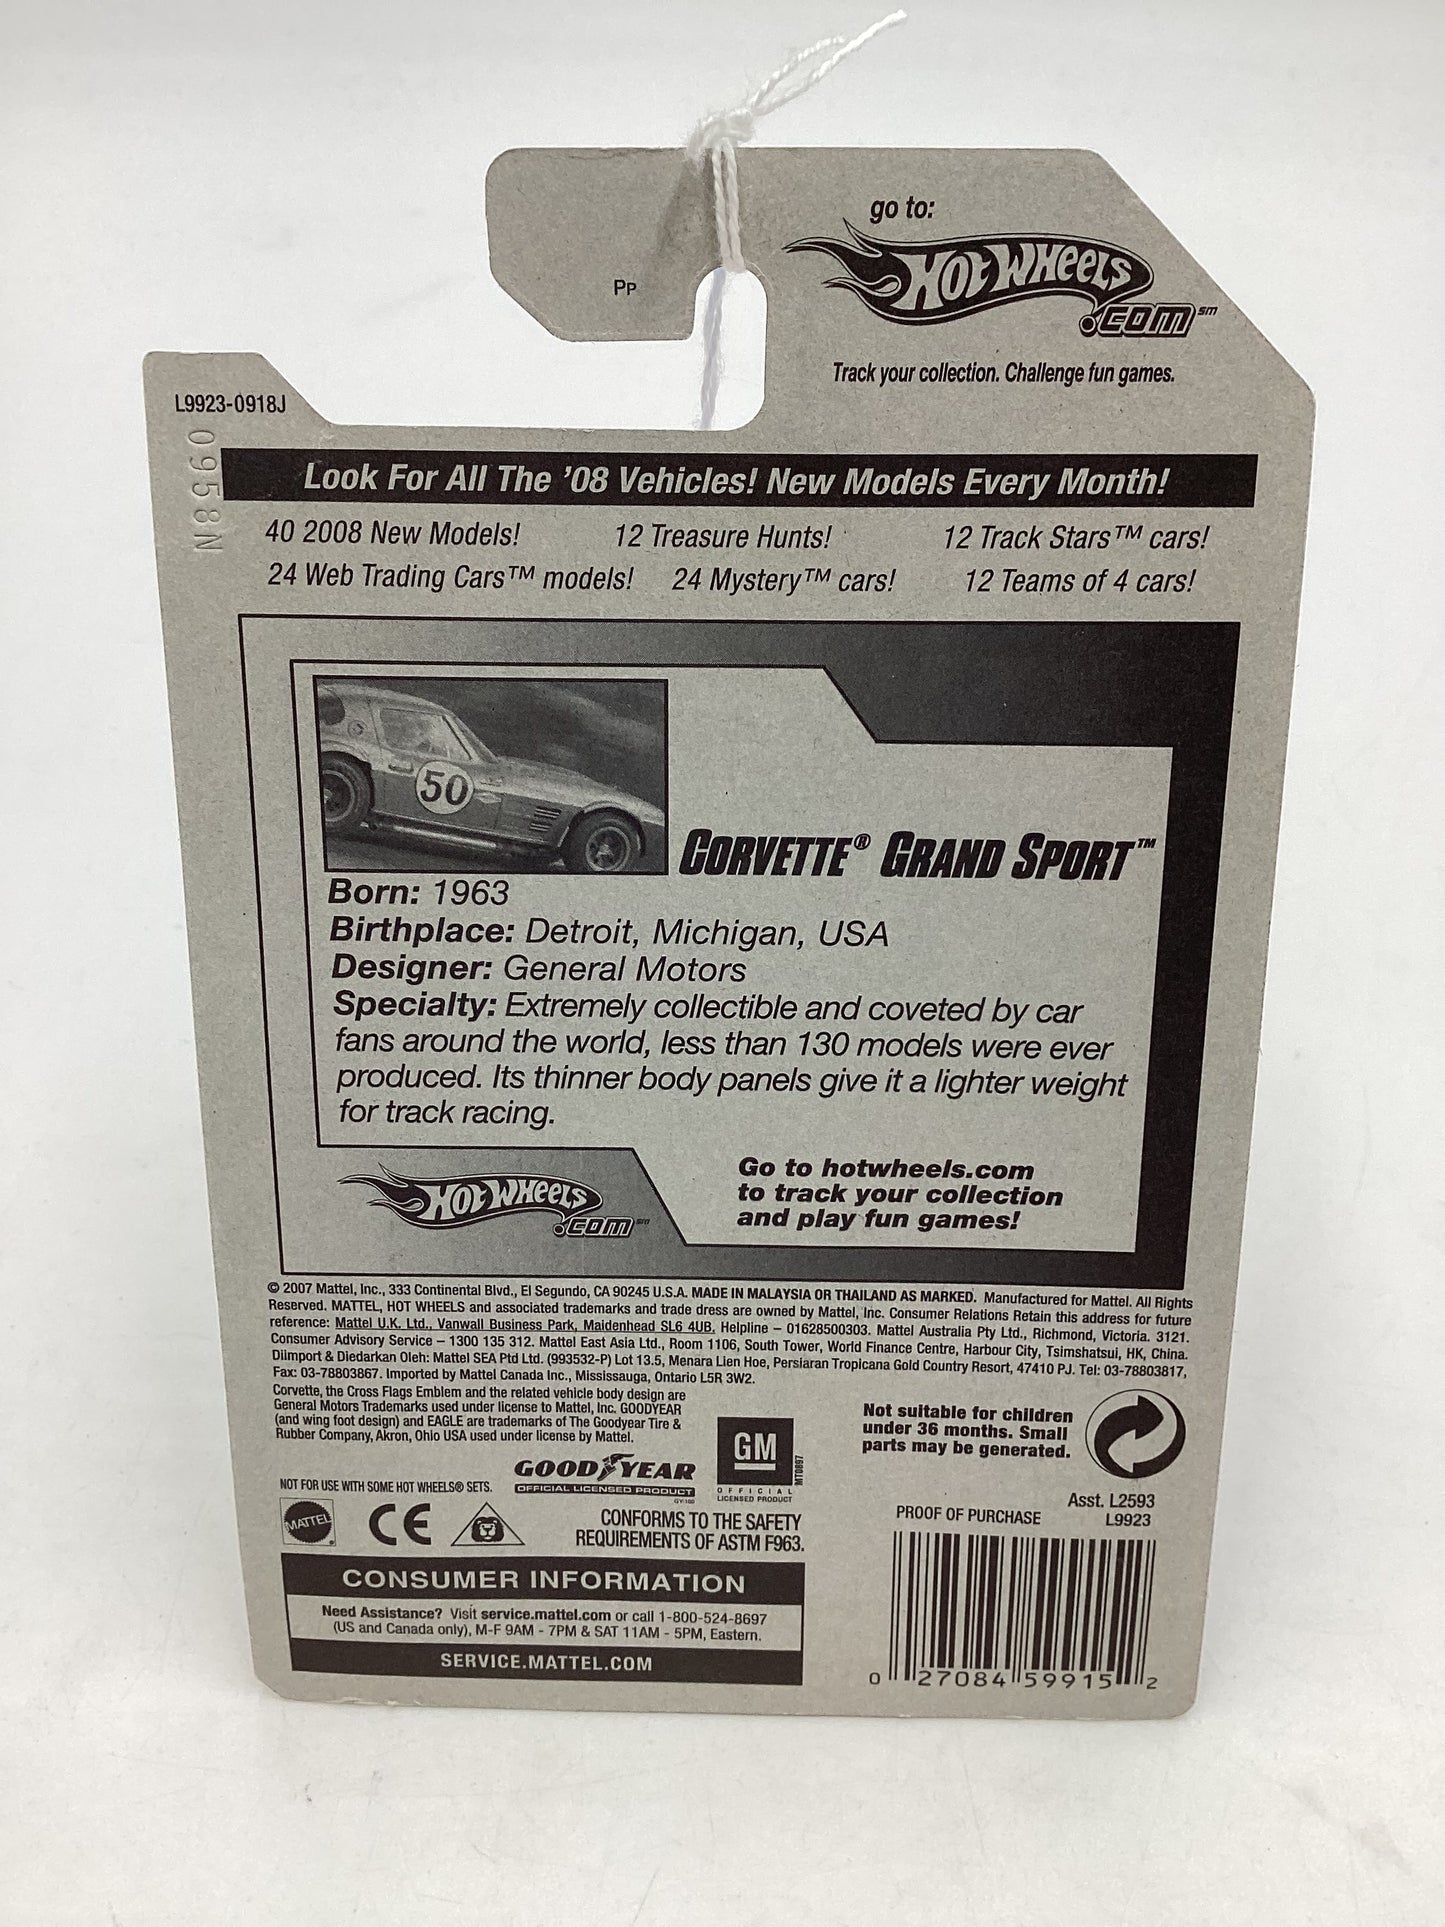 go to:
Hot Wheels
.com℠
Pp
Track your collection. Challenge fun games.
L9923-0918J
0958N
Look For All The '08 Vehicles! New Models Every Month!
40 2008 New Models! 12 Treasure Hunts! 12 Track Stars™ cars!
24 Web Trading Cars™ models! 24 Mystery™ cars! 12 Teams of 4 cars!
50
Corvette® Grand Sport™
Born: 1963
Birthplace: Detroit, Michigan, USA
Designer: General Motors
Specialty: Extremely collectible and coveted by car
fans around the world, less than 130 models were ever
produced. Its thinner body panels give it a lighter weight
for track racing.
Hot Wheels
.com℠
Go to hotwheels.com
to track your collection
and play fun games!
© 2007 Mattel, Inc., 333 Continental Blvd., El Segundo, CA 90245 U.S.A. MADE IN MALAYSIA OR THAILAND AS MARKED. Manufactured for Mattel. All Rights
Reserved. MATTEL, HOT WHEELS and associated trademarks and trade dress are owned by Mattel, Inc. Consumer Relations Retain this address for future
reference: Mattel U.K. Ltd., Vanwall Business Park, Maidenhead SL6 4UB. Helpline – 01628500303. Mattel Australia Pty Ltd., Richmond, Victoria. 3121.
Consumer Advisory Service – 1300 135 312. Mattel East Asia Ltd., Room 1106, South Tower, World Finance Centre, Harbour City, Tsimshatsui, HK, China.
Diimport & Diedarkan Oleh: Mattel SEA Ptd Ltd. (993532-P) Lot 13.5, Menara Lien Hoe, Persiaran Tropicana Gold Country Resort, 47410 PJ. Tel: 03-78803817,
Fax: 03-78803867. Imported by Mattel Canada Inc., Mississauga, Ontario L5R 3W2.
Corvette, the Cross Flags Emblem and the related vehicle body design are
General Motors Trademarks used under license to Mattel, Inc. GOODYEAR
(and wing foot design) and EAGLE are trademarks of The Goodyear Tire &
Rubber Company, Akron, Ohio USA used under license by Mattel.
NOT FOR USE WITH SOME HOT WHEELS® SETS.
GOODYEAR
OFFICIAL LICENSED PRODUCT
GY-160
GM
OFFICIAL
LICENSED PRODUCT
MT0897
Not suitable for children
under 36 months. Small
parts may be generated.
MATTEL
CE
CONFORMS TO THE SAFETY
REQUIREMENTS OF ASTM F963.
CONSUMER INFORMATION
Need Assistance? Visit service.mattel.com or call 1-800-524-8697
(US and Canada only), M-F 9AM - 7PM & SAT 11AM - 5PM, Eastern.
SERVICE.MATTEL.COM
Asst. L2593
PROOF OF PURCHASE L9923
0 27084 59915 2